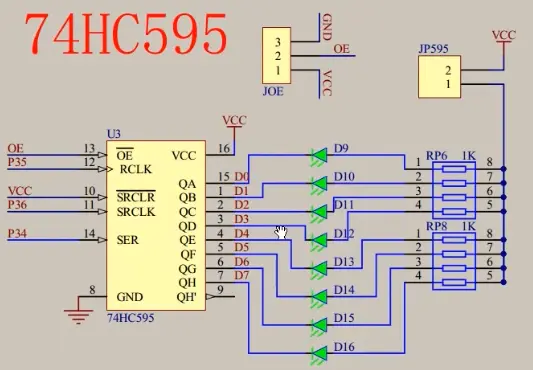 74HC595
GND
3
2
1
OE
JOE
VCC
JP595
2
1
VCC
U3
VCC
OE 13 OE VCC 16
P35 12 RCLK
QA 15 D0
VCC 10 SRCLR QB 1 D1
P36 11 SRCLK QC 2 D2
QD 3 D3
P34 14 SER QE 4 D4
QF 5 D5
QG 6 D6
QH 7 D7
8 GND QH' 9
74HC595
D9
D10
D11
D12
D13
D14
D15
D16
RP6 1K
1 8
2 7
3 6
4 5
RP8 1K
1 8
2 7
3 6
4 5